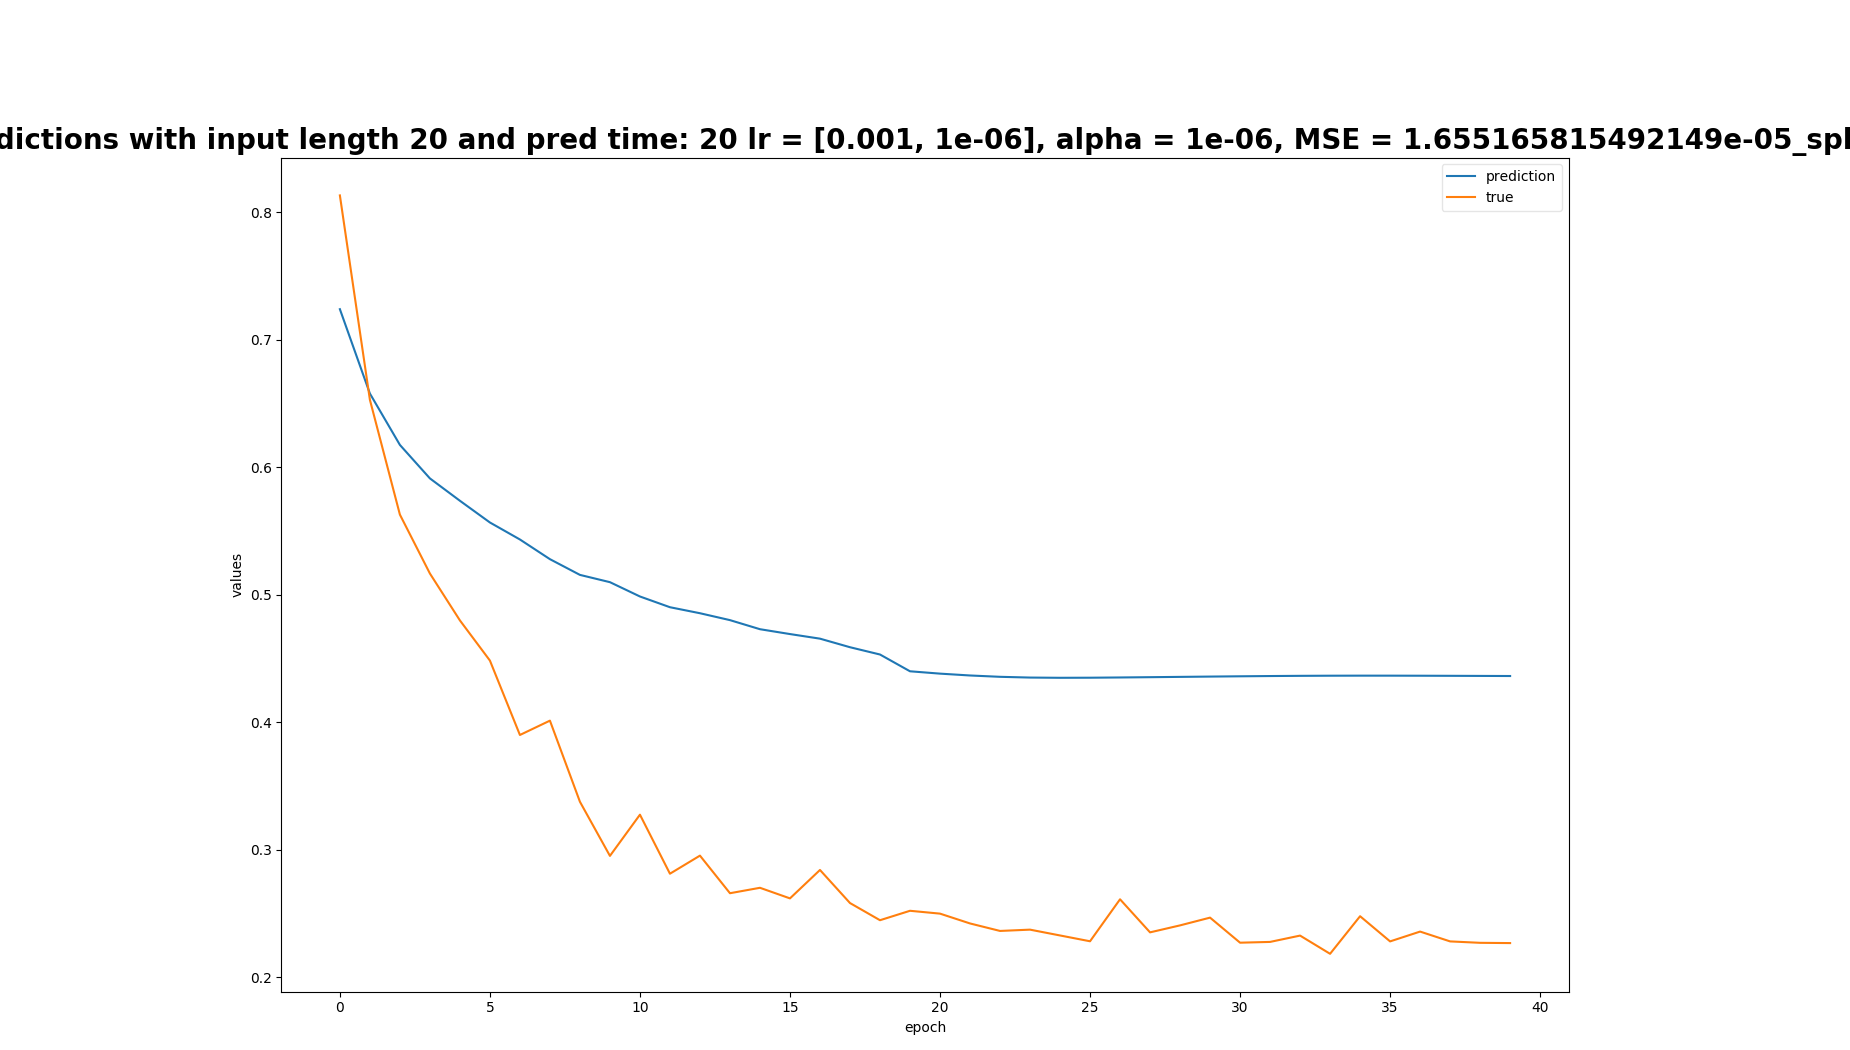 dictions with input length 20 and pred time: 20 lr = [0.001, 1e-06], alpha = 1e-06, MSE = 1.655165815492149e-05_spl
prediction
true
0.8
0.7
0.6
0.5
0.4
0.3
0.2
values
0 5 10 15 20 25 30 35 40
epoch